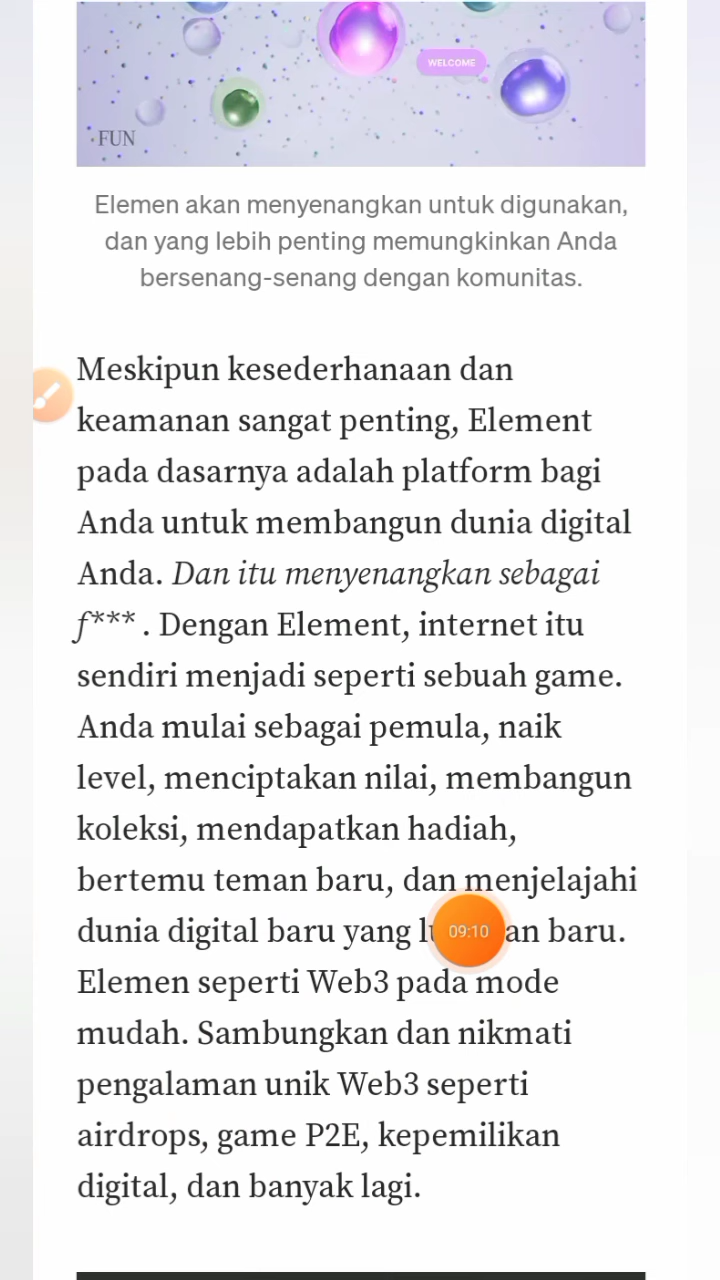 WELCOME
FUN
Elemen akan menyenangkan untuk digunakan,
dan yang lebih penting memungkinkan Anda
bersenang-senang dengan komunitas.
Meskipun kesederhanaan dan
keamanan sangat penting, Element
pada dasarnya adalah platform bagi
Anda untuk membangun dunia digital
Anda. Dan itu menyenangkan sebagai
f*** . Dengan Element, internet itu
sendiri menjadi seperti sebuah game.
Anda mulai sebagai pemula, naik
level, menciptakan nilai, membangun
koleksi, mendapatkan hadiah,
bertemu teman baru, dan menjelajahi
dunia digital baru yang 09:10 baru.
Elemen seperti Web3 pada mode
mudah. Sambungkan dan nikmati
pengalaman unik Web3 seperti
airdrops, game P2E, kepemilikan
digital, dan banyak lagi.